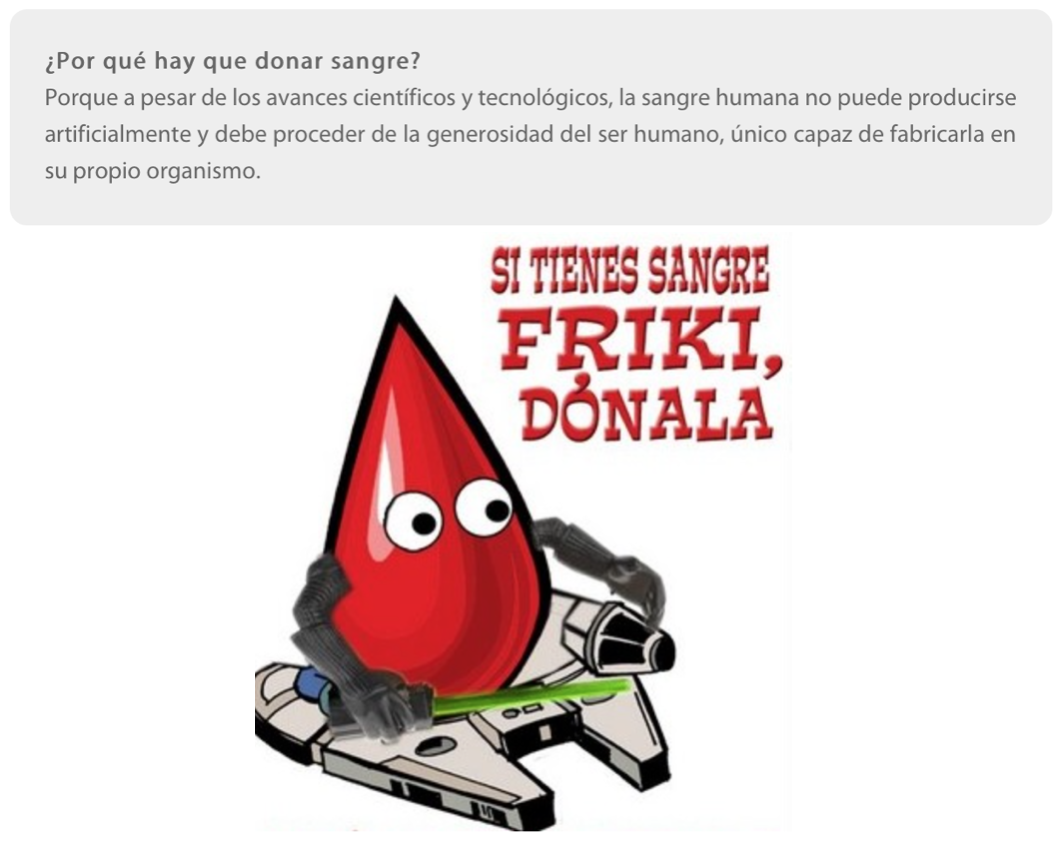 ¿Por qué hay que donar sangre?
Porque a pesar de los avances científicos y tecnológicos, la sangre humana no puede producirse
artificialmente y debe proceder de la generosidad del ser humano, único capaz de fabricarla en
su propio organismo.
SI TIENES SANGRE
FRIKI,
DÓNALA